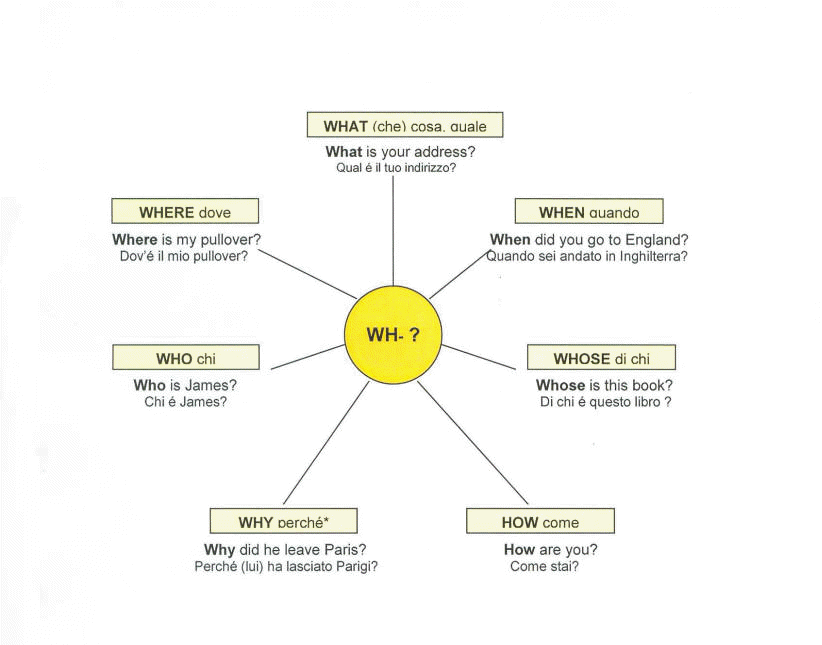 WHAT (che) cosa, quale
What is your address?
Qual é il tuo indirizzo?
WHERE dove
Where is my pullover?
Dov'é il mio pullover?
WHEN quando
When did you go to England?
Quando sei andato in Inghilterra?
WH- ?
WHO chi
Who is James?
Chi é James?
WHOSE di chi
Whose is this book?
Di chi é questo libro ?
WHY perché*
Why did he leave Paris?
Perché (lui) ha lasciato Parigi?
HOW come
How are you?
Come stai?